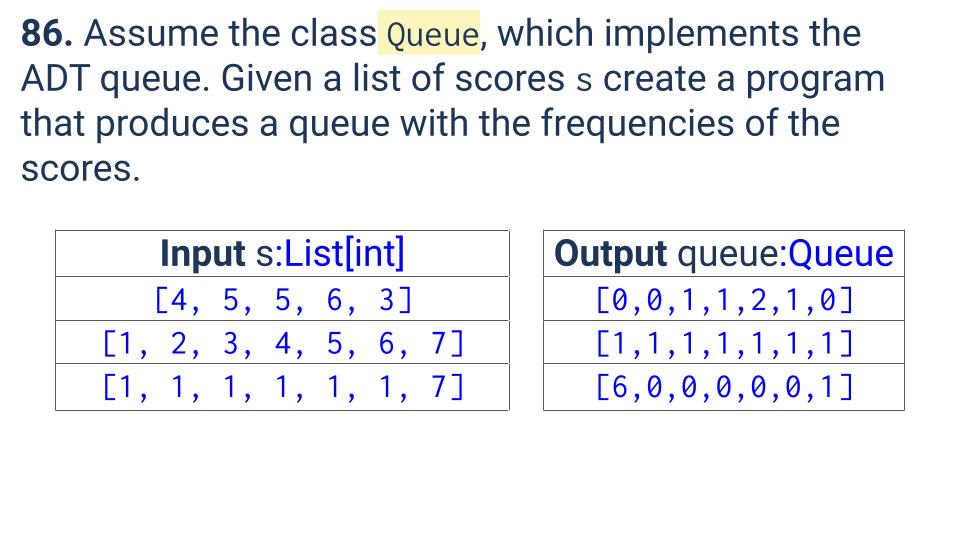 86. Assume the class Queue, which implements the
ADT queue. Given a list of scores s create a program
that produces a queue with the frequencies of the
scores.
Input s:List[int]
[4, 5, 5, 6, 3]
[1, 2, 3, 4, 5, 6, 7]
[1, 1, 1, 1, 1, 1, 7]
Output queue:Queue
[0,0,1,1,2,1,0]
[1,1,1,1,1,1,1]
[6,0,0,0,0,0,1]